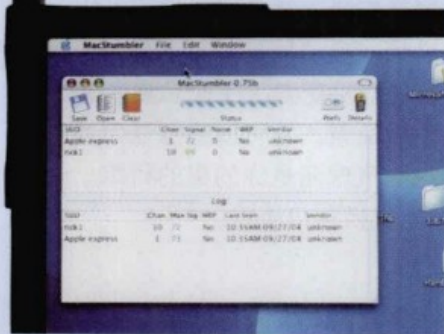 MacStumbler File Edit Window
MacStumbler 0.75b
Save Open Clear Status Prefs Details
SSID Chan Signal Noise WEP Vendor
Apple express 1 72 0 No unknown
rick1 10 0 No unknown
Log
SSID Chan Max Sig WEP Last Seen Vendor
rick1 10 72 No 10:55AM 09/27/04 unknown
Apple express 1 73 No 10:55AM 09/27/04 unknown